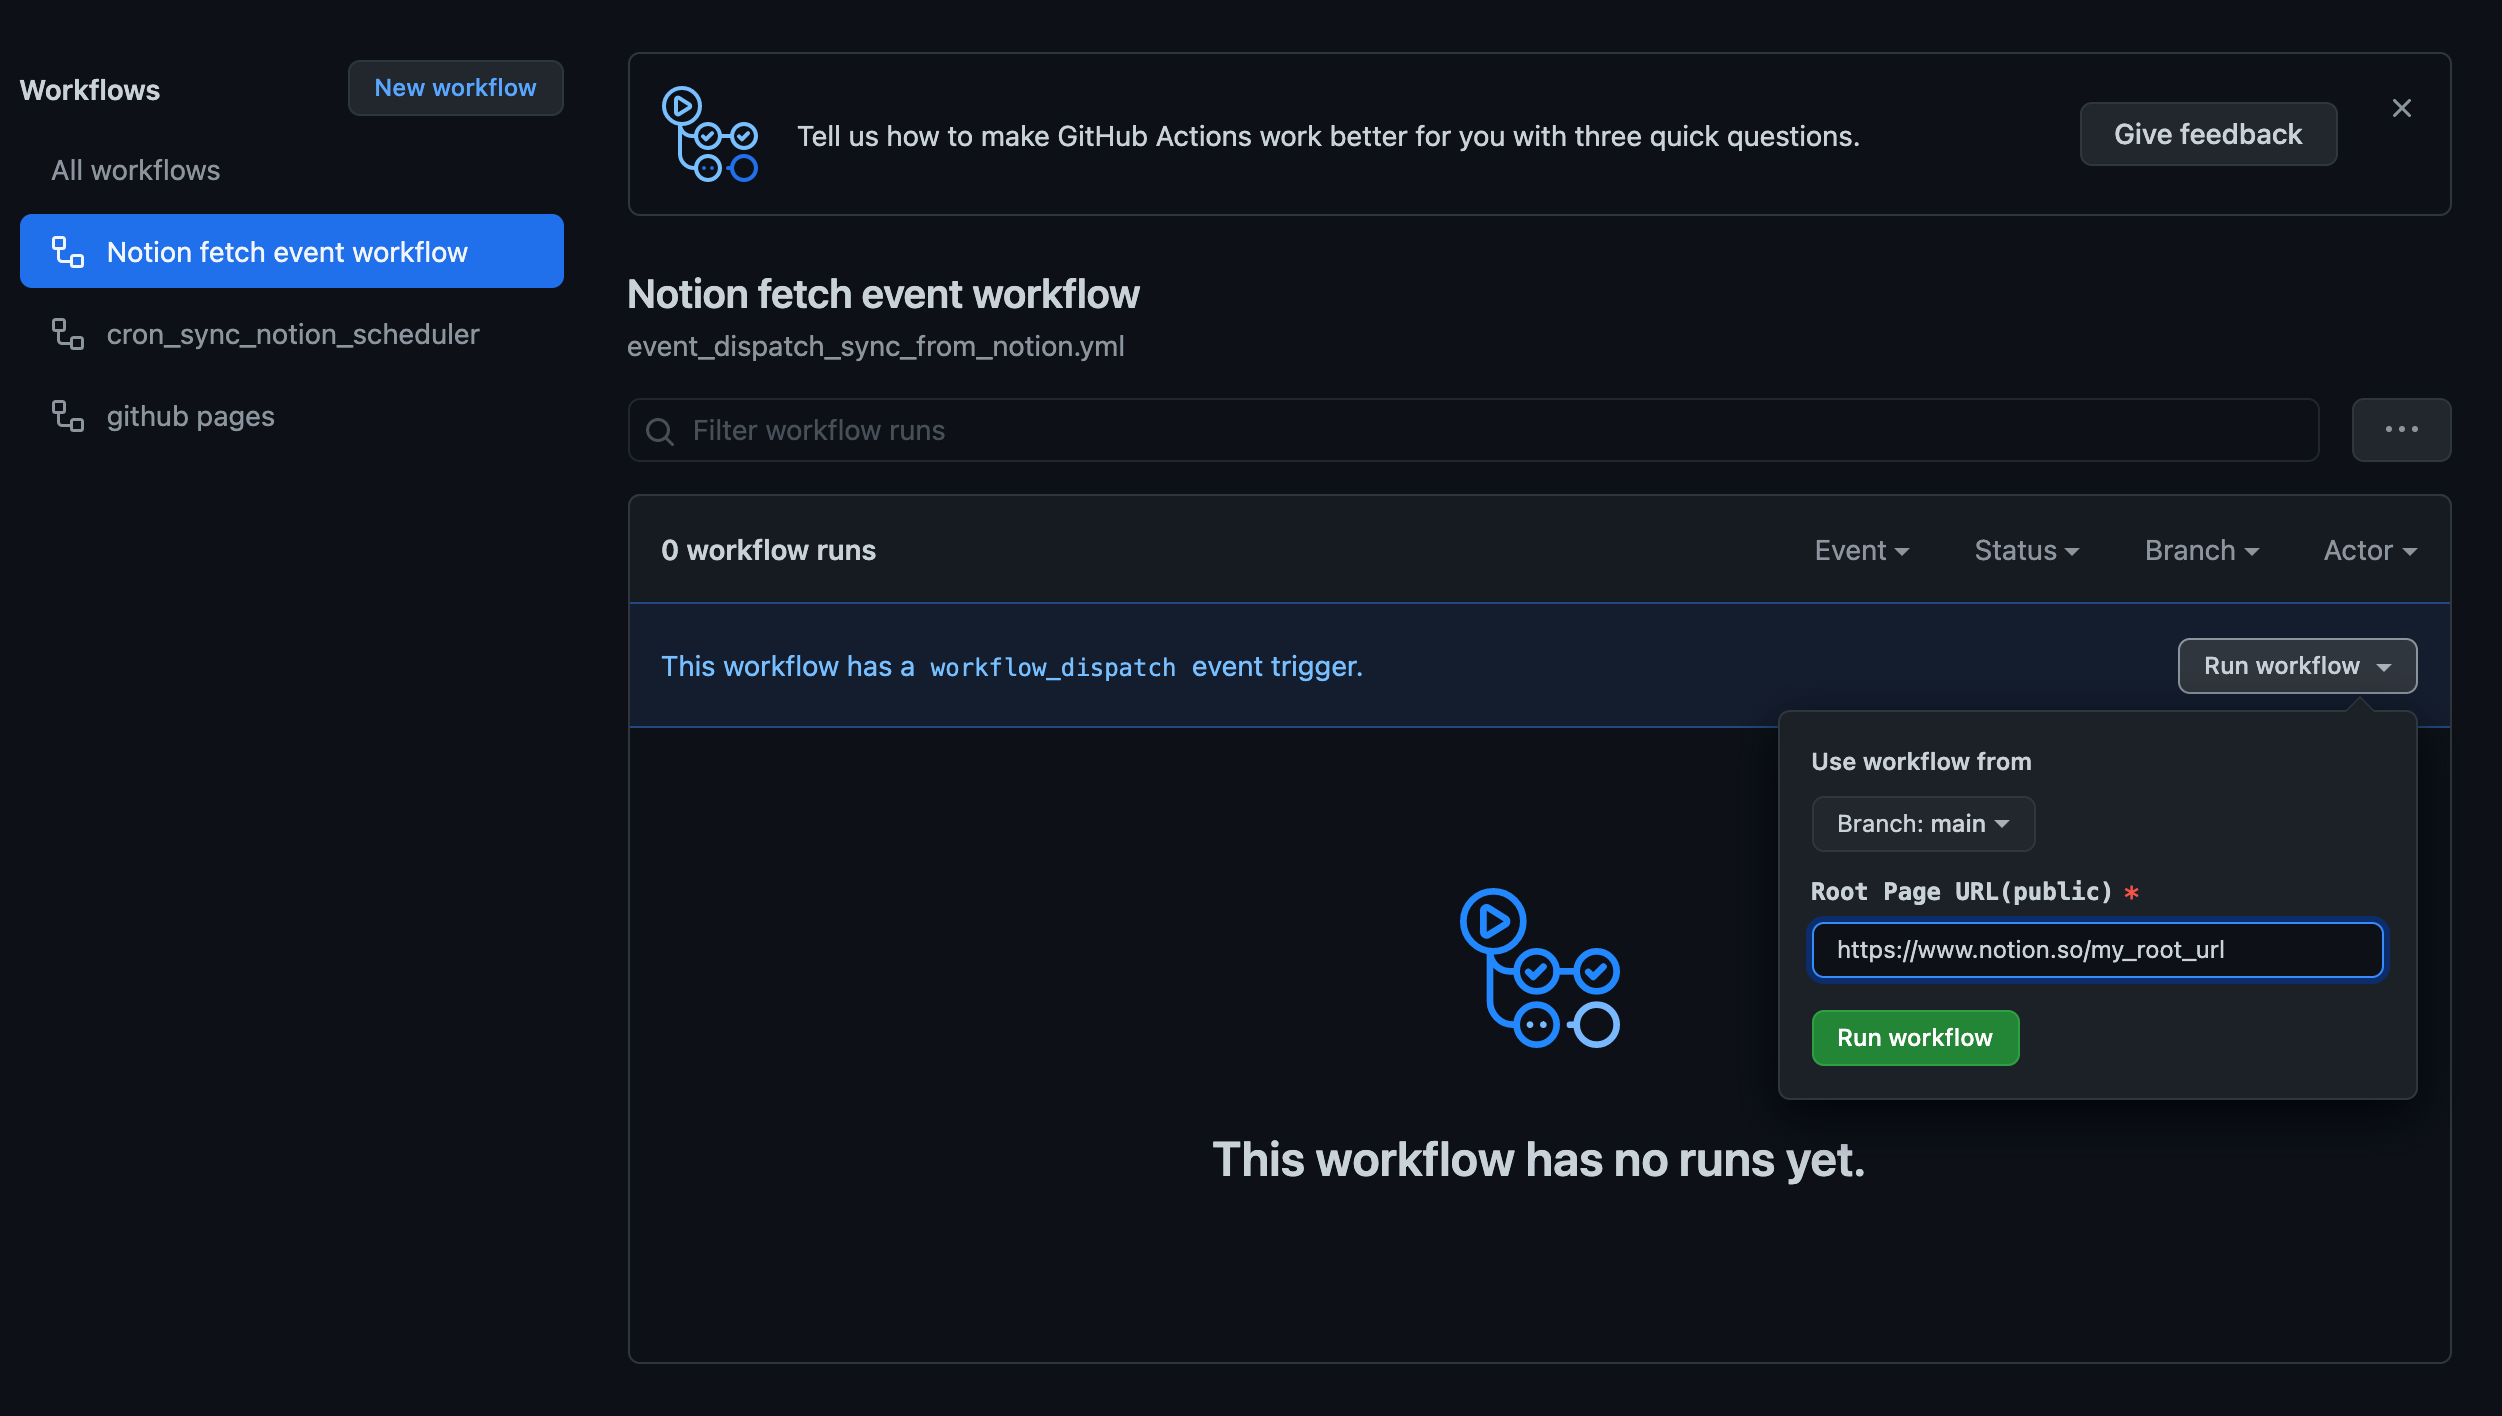 Workflows
New workflow
All workflows
Notion fetch event workflow
cron_sync_notion_scheduler
github pages
Tell us how to make GitHub Actions work better for you with three quick questions.
Give feedback
Notion fetch event workflow
event_dispatch_sync_from_notion.yml
Filter workflow runs
0 workflow runs
Event
Status
Branch
Actor
This workflow has a workflow_dispatch event trigger.
Run workflow
Use workflow from
Branch: main
Root Page URL(public) *
https://www.notion.so/my_root_url
Run workflow
This workflow has no runs yet.